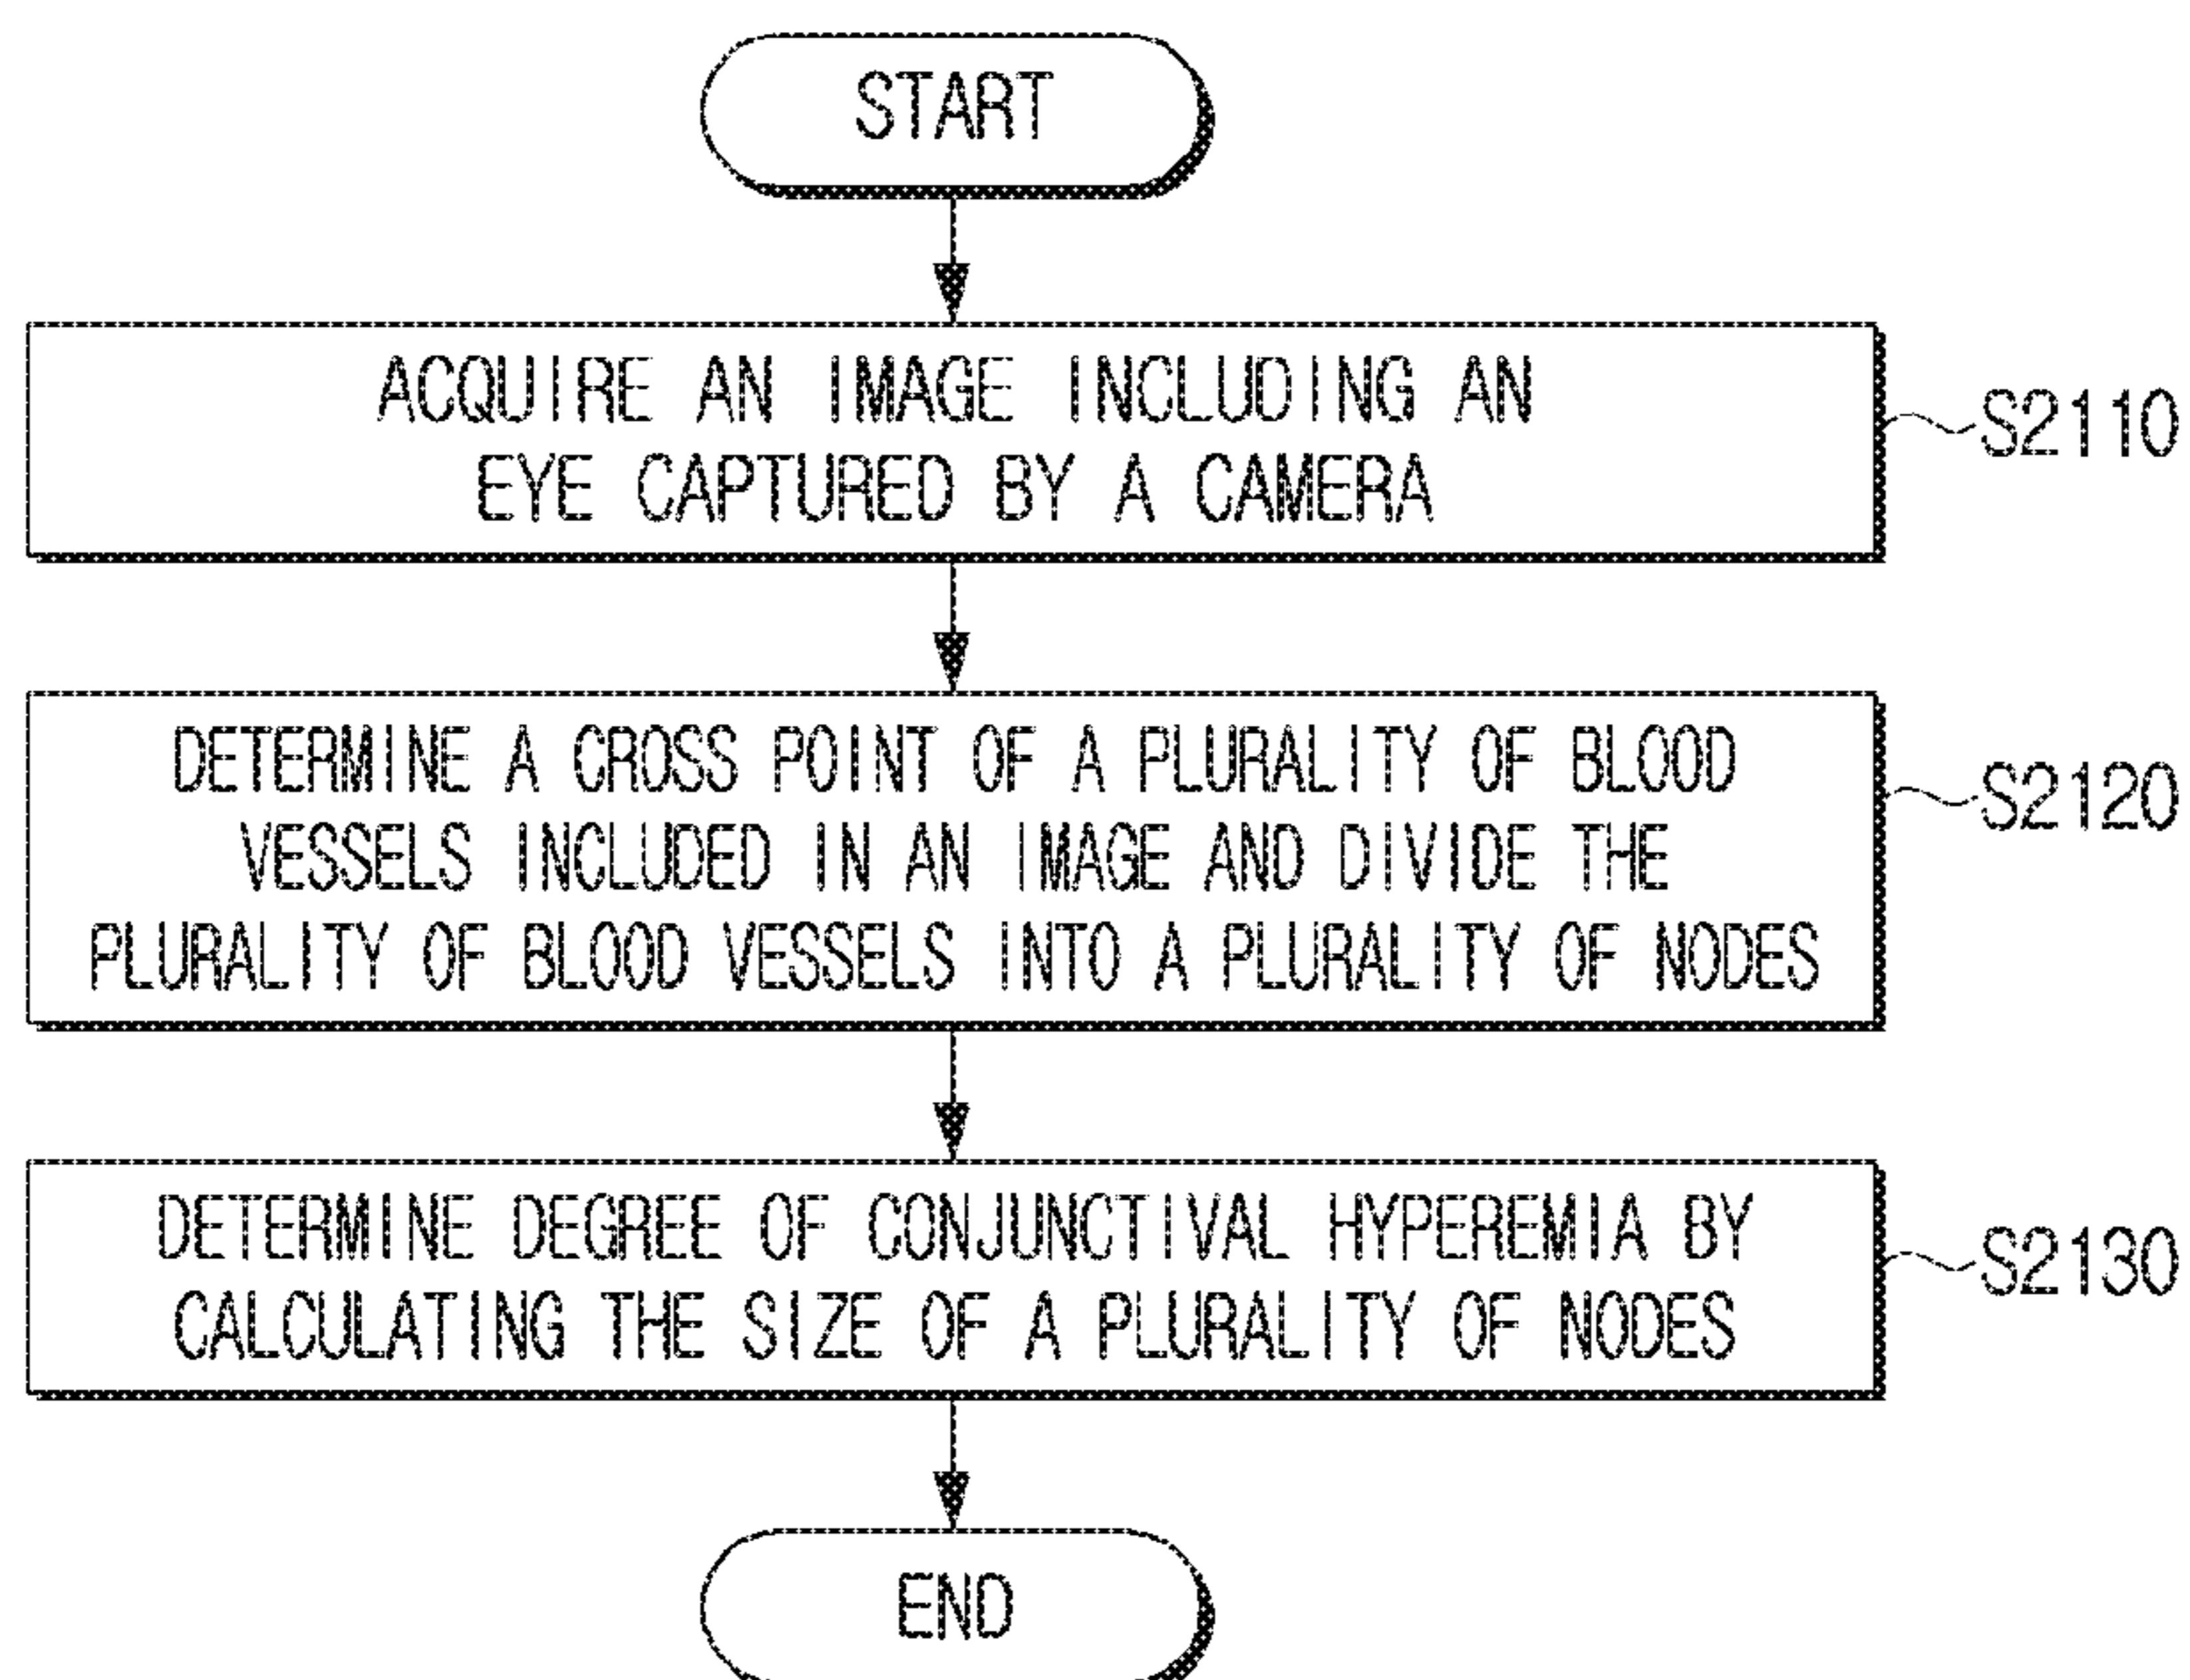 START
ACQUIRE AN IMAGE INCLUDING AN
EYE CAPTURED BY A CAMERA
S2110
DETERMINE A CROSS POINT OF A PLURALITY OF BLOOD
VESSELS INCLUDED IN AN IMAGE AND DIVIDE THE
PLURALITY OF BLOOD VESSELS INTO A PLURALITY OF NODES
S2120
DETERMINE DEGREE OF CONJUNCTIVAL HYPEREMIA BY
CALCULATING THE SIZE OF A PLURALITY OF NODES
S2130
END